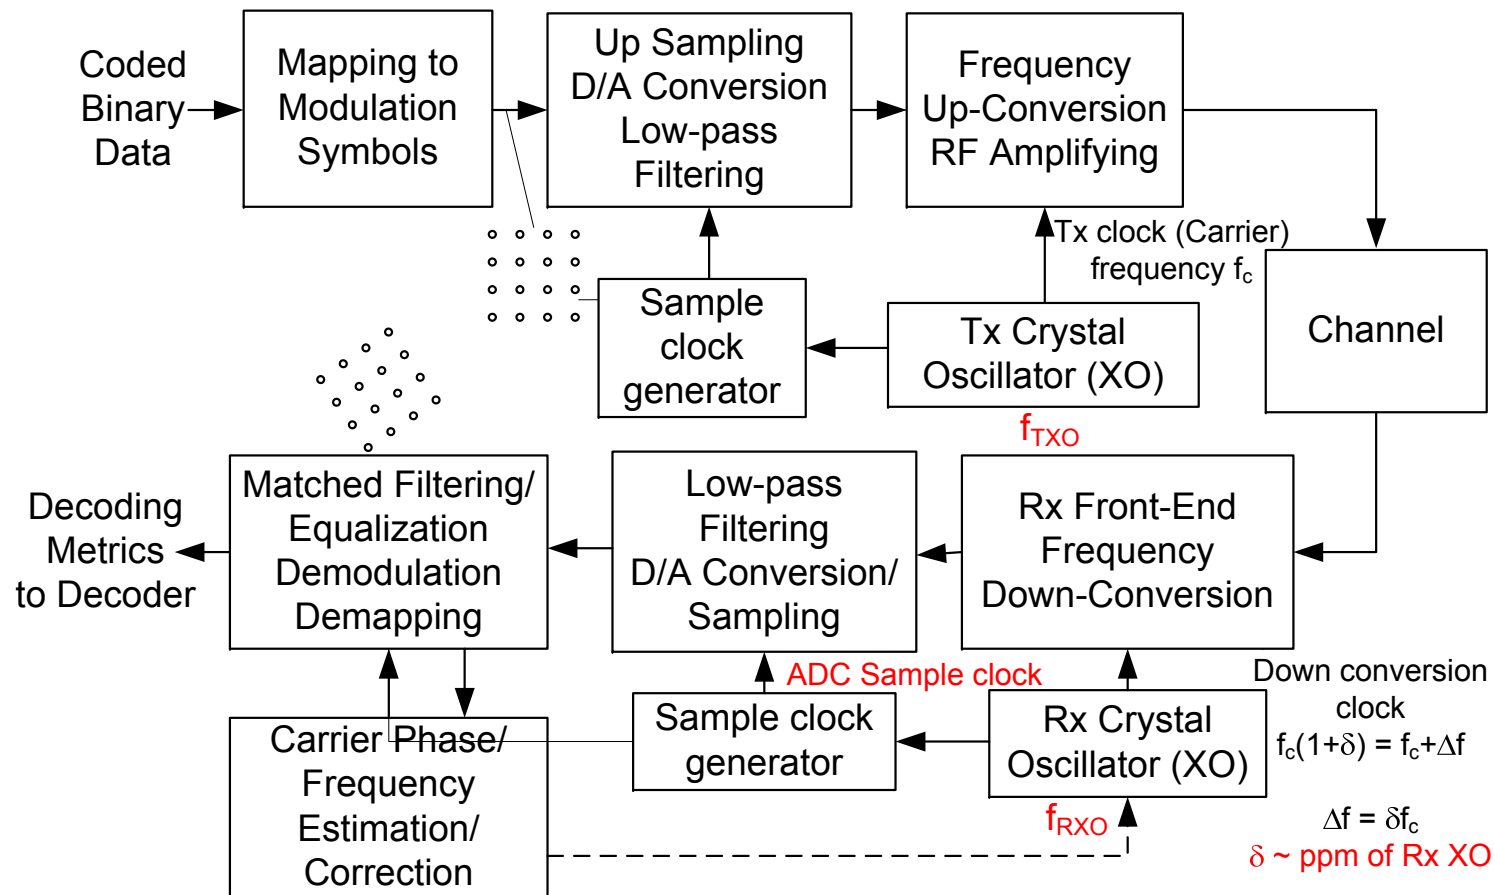 Coded
Binary
Data
Mapping to
Modulation
Symbols
Up Sampling
D/A Conversion
Low-pass
Filtering
Frequency
Up-Conversion
RF Amplifying
Tx clock (Carrier)
frequency fc
Sample
clock
generator
Tx Crystal
Oscillator (XO)
fTXO
Channel
Decoding
Metrics
to Decoder
Matched Filtering/
Equalization
Demodulation
Demapping
Low-pass
Filtering
D/A Conversion/
Sampling
Rx Front-End
Frequency
Down-Conversion
ADC Sample clock
Sample clock
generator
Rx Crystal
Oscillator (XO)
fRXO
Down conversion
clock
fc(1+δ) = fc+Δf
Δf = δfc
δ ~ ppm of Rx XO
Carrier Phase/
Frequency
Estimation/
Correction